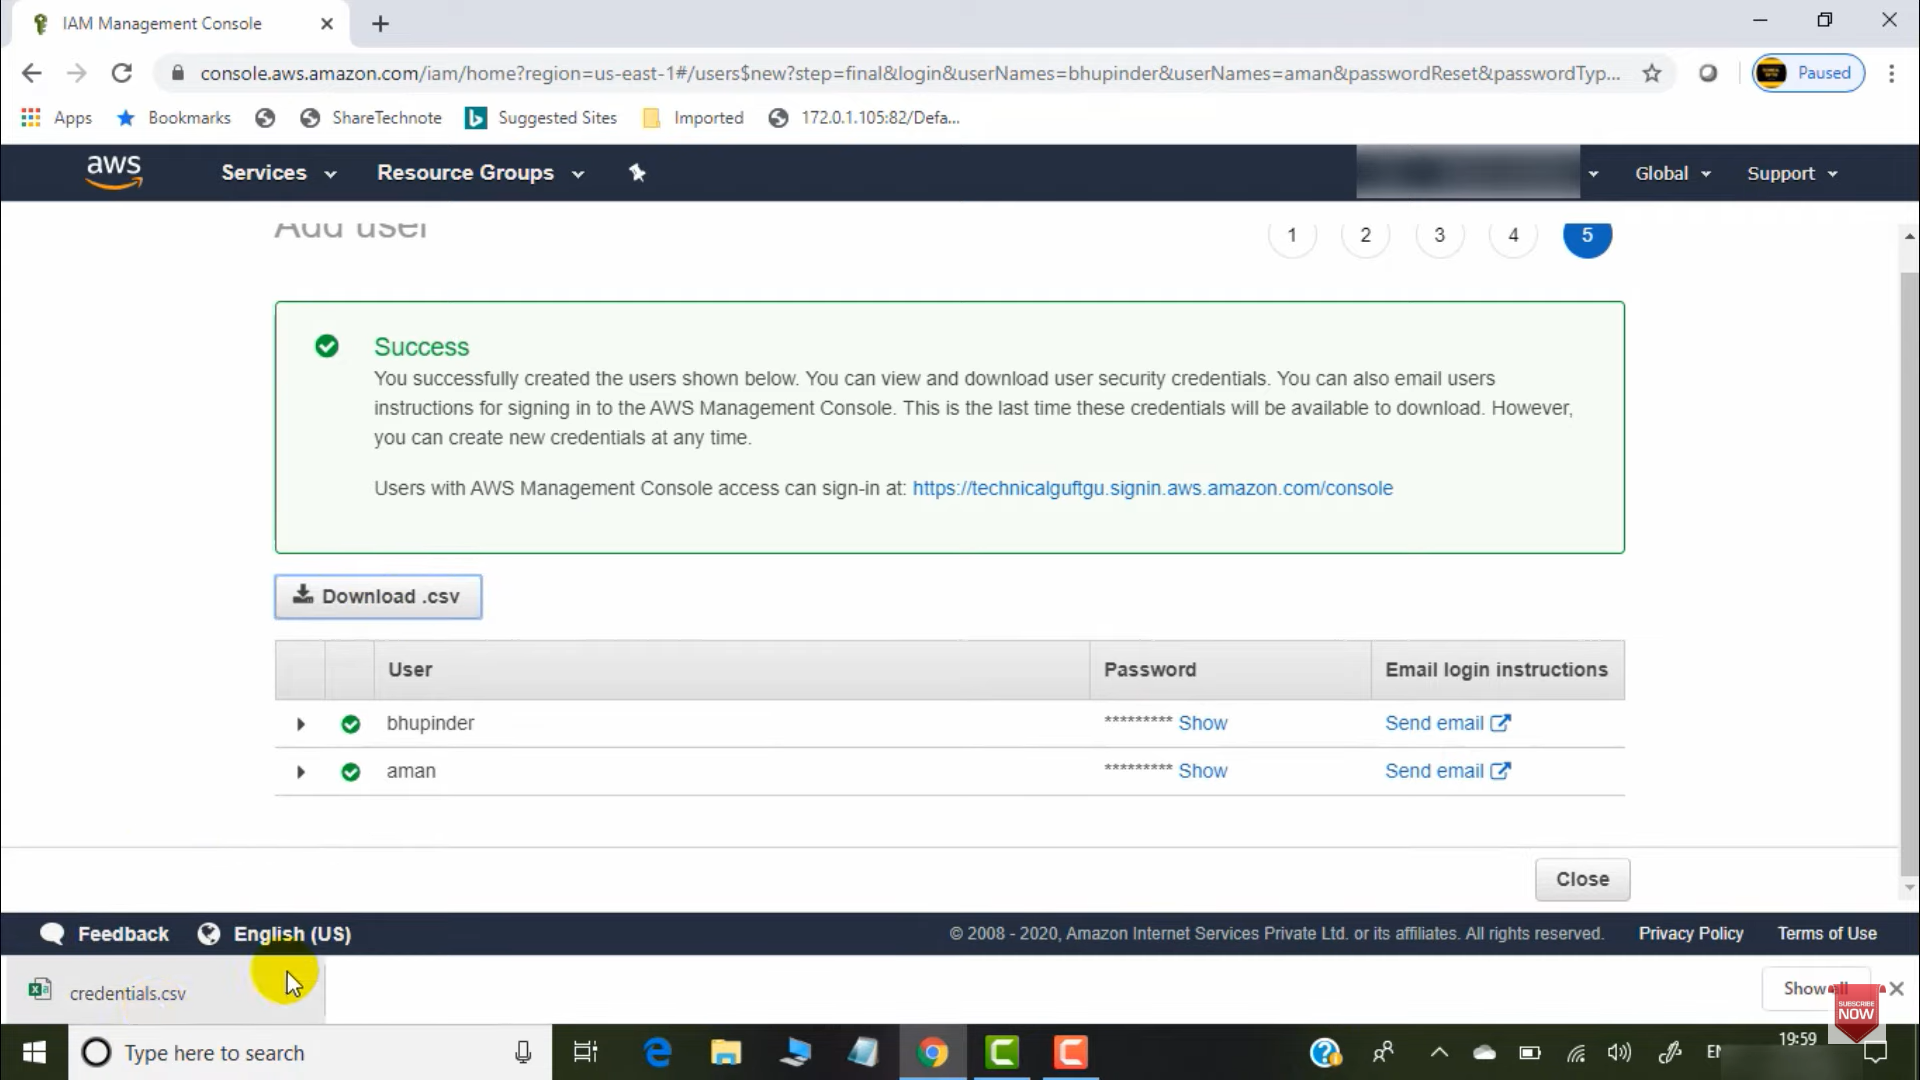 IAM Management Console
console.aws.amazon.com/iam/home?region=us-east-1#/users$new?step=final&login&userNames=bhupinder&userNames=aman&passwordReset&passwordTyp...
Paused
Apps
Bookmarks
ShareTechnote
Suggested Sites
Imported
172.0.1.105:82/Defa...
aws
Services
Resource Groups
Global
Support
Add user
1
2
3
4
5
Success
You successfully created the users shown below. You can view and download user security credentials. You can also email users
instructions for signing in to the AWS Management Console. This is the last time these credentials will be available to download. However,
you can create new credentials at any time.
Users with AWS Management Console access can sign-in at: https://technicalguftgu.signin.aws.amazon.com/console
Download .csv
User
Password
Email login instructions
bhupinder
********* Show
Send email
aman
********* Show
Send email
Close
Feedback
English (US)
© 2008 - 2020, Amazon Internet Services Private Ltd. or its affiliates. All rights reserved.
Privacy Policy
Terms of Use
credentials.csv
Show
SUBSCRIBE
NOW
Type here to search
19:59